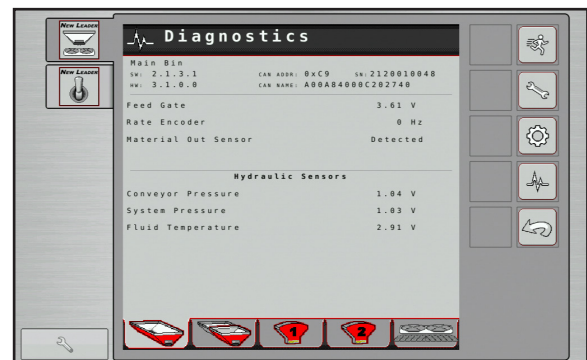 NEW LEADER
NEW LEADER
Diagnostics
Main Bin
SW: 2.1.3.1 CAN ADDR: 0xC9 SN: 2120010048
HW: 3.1.0.0 CAN NAME: A00A84000C202740
Feed Gate 3.61 V
Rate Encoder 0 Hz
Material Out Sensor Detected
Hydraulic Sensors
Conveyor Pressure 1.04 V
System Pressure 1.03 V
Fluid Temperature 2.91 V
1 2